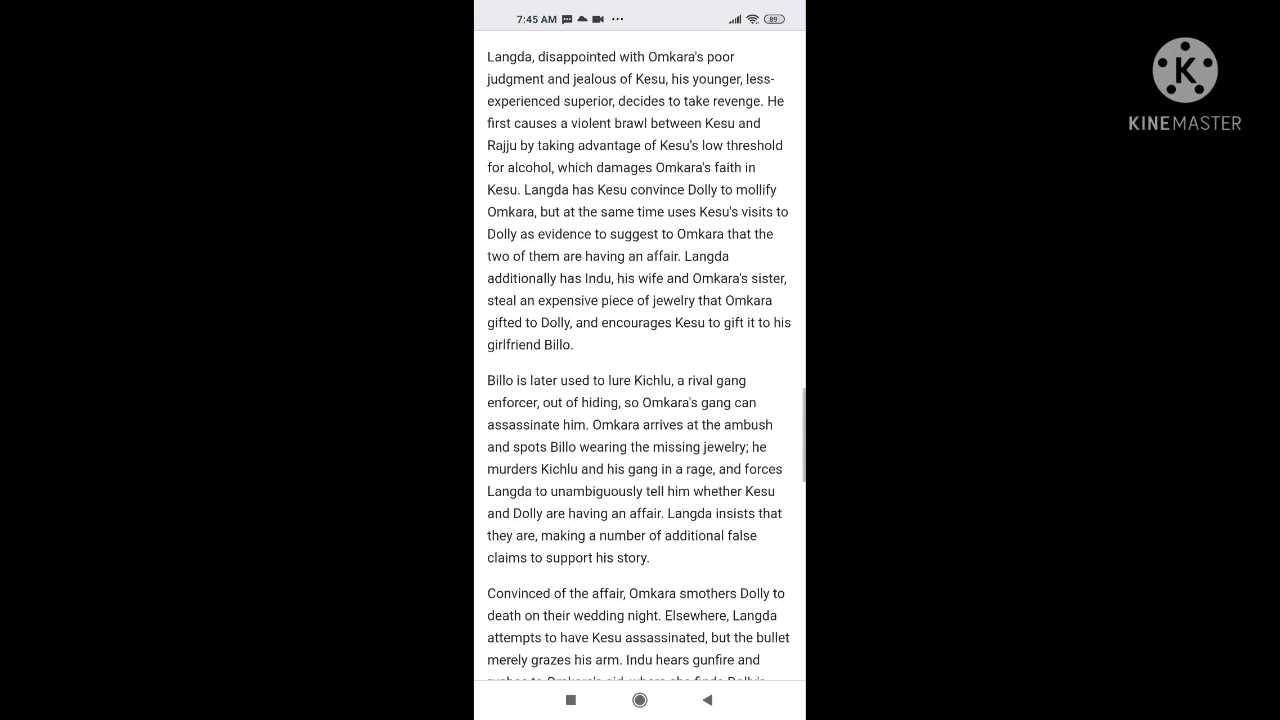 7:45 AM
89
K
KINEMASTER
Langda, disappointed with Omkara's poor
judgment and jealous of Kesu, his younger, less-
experienced superior, decides to take revenge. He
first causes a violent brawl between Kesu and
Rajju by taking advantage of Kesu's low threshold
for alcohol, which damages Omkara's faith in
Kesu. Langda has Kesu convince Dolly to mollify
Omkara, but at the same time uses Kesu's visits to
Dolly as evidence to suggest to Omkara that the
two of them are having an affair. Langda
additionally has Indu, his wife and Omkara's sister,
steal an expensive piece of jewelry that Omkara
gifted to Dolly, and encourages Kesu to gift it to his
girlfriend Billo.
Billo is later used to lure Kichlu, a rival gang
enforcer, out of hiding, so Omkara's gang can
assassinate him. Omkara arrives at the ambush
and spots Billo wearing the missing jewelry; he
murders Kichlu and his gang in a rage, and forces
Langda to unambiguously tell him whether Kesu
and Dolly are having an affair. Langda insists that
they are, making a number of additional false
claims to support his story.
Convinced of the affair, Omkara smothers Dolly to
death on their wedding night. Elsewhere, Langda
attempts to have Kesu assassinated, but the bullet
merely grazes his arm. Indu hears gunfire and